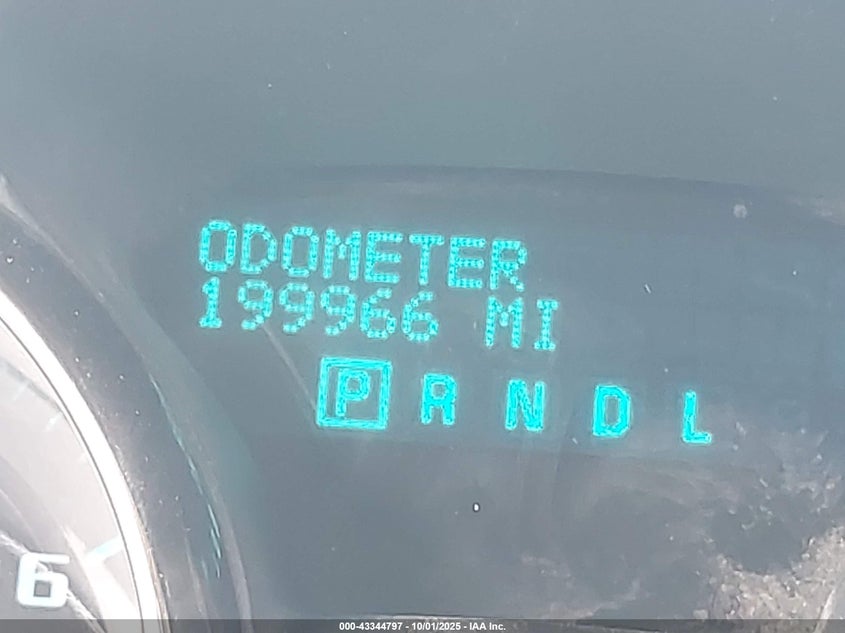 ODOMETER
199966 MI
P R N D L
6
000-43344797 - 10/01/2025 - IAA Inc.